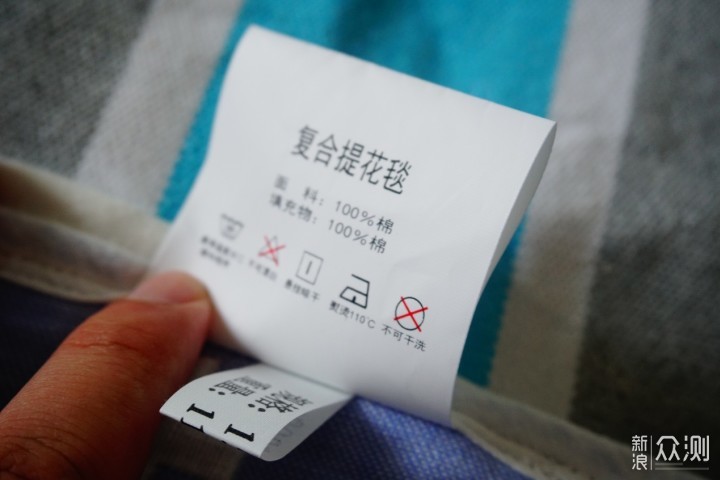 复合提花毯
面 料：100%棉
填充物：100%棉
不可漂白
悬挂晾干
熨烫110℃
不可干洗
新浪 众测